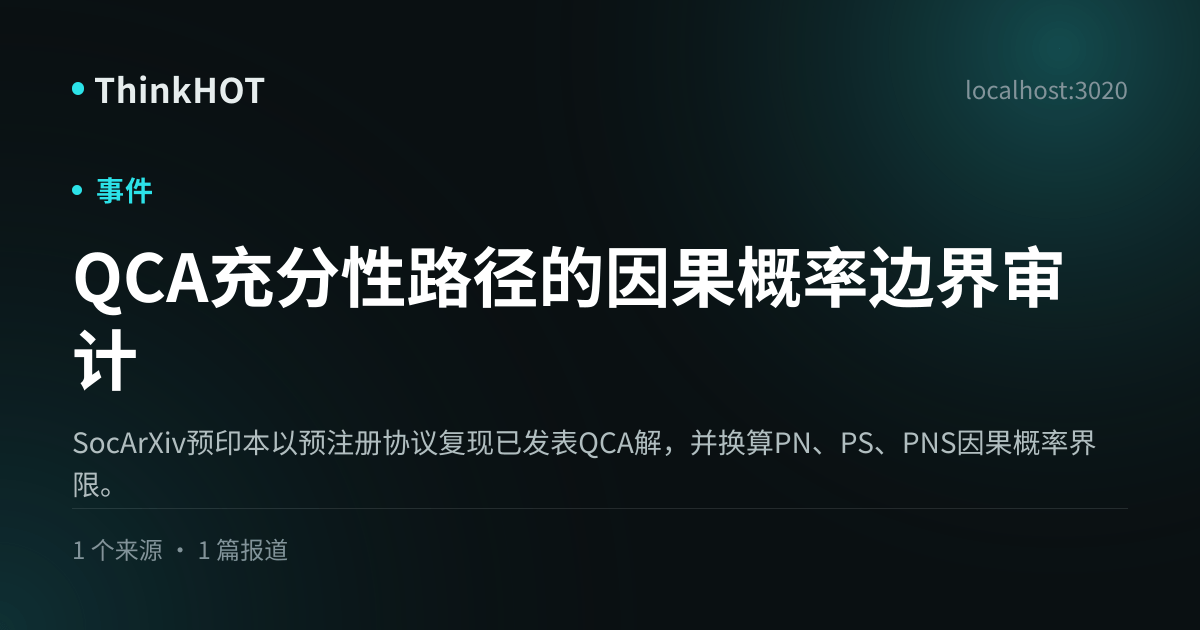 ThinkHOT
localhost:3020
事件
QCA充分性路径的因果概率边界审
计
SocArXiv预印本以预注册协议复现已发表QCA解，并换算PN、PS、PNS因果概率界
限。
1 个来源 · 1 篇报道